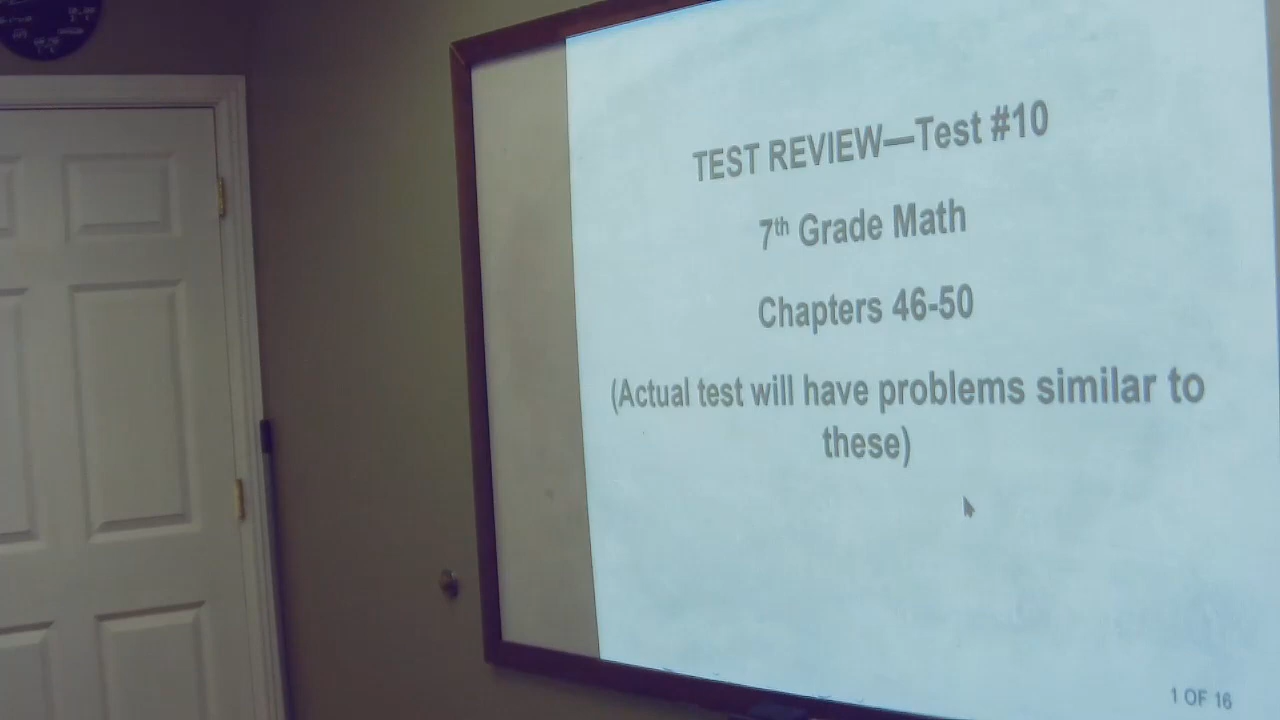 TEST REVIEW—Test #10
7th Grade Math
Chapters 46-50
(Actual test will have problems similar to
these)
1 OF 16